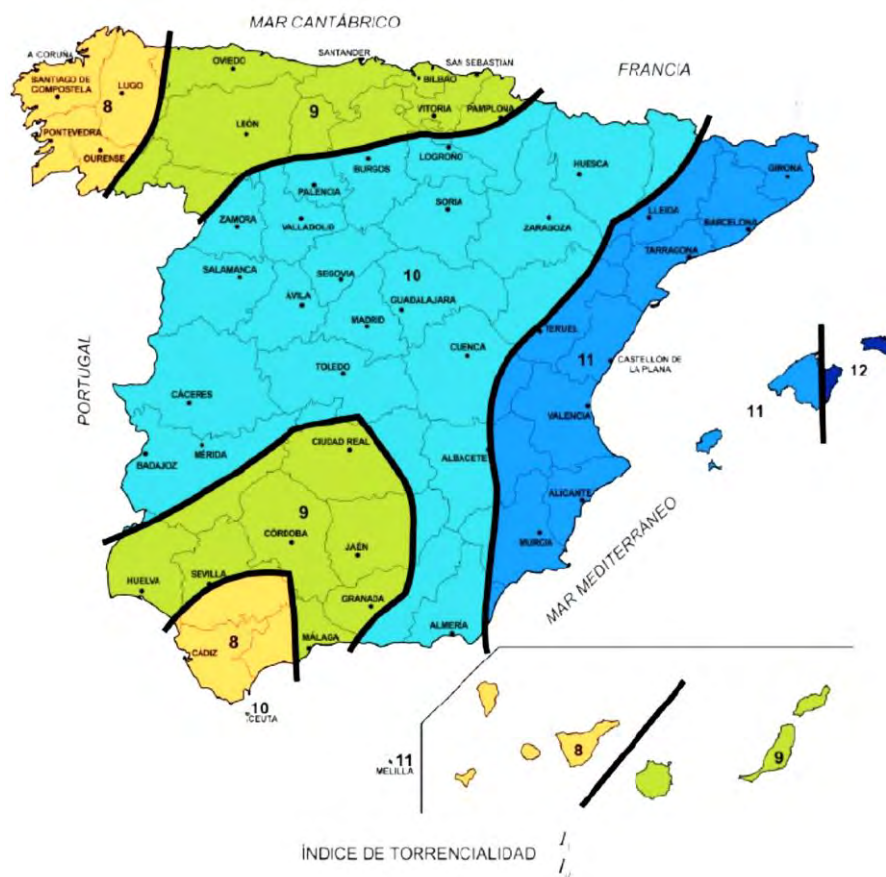 MAR CANTÁBRICO
A CORUÑA
SANTANDER
SAN SEBASTIAN
FRANCIA
OVIEDO
BILBAO
SANTIAGO DE
COMPOSTELA
LUGO
8
9
VITORIA
PAMPLONA
LEÓN
PONTEVEDRA
OURENSE
LOGROÑO
BURGOS
HUESCA
GIRONA
PALENCIA
SORIA
LLEIDA
BARCELONA
ZAMORA
VALLADOLID
ZARAGOZA
TARRAGONA
SALAMANCA
SEGOVIA
10
ÁVILA
GUADALAJARA
MADRID
TERUEL
PORTUGAL
CUENCA
11
CASTELLÓN DE
LA PLANA
TOLEDO
12
CÁCERES
11
VALENCIA
CIUDAD REAL
MÉRIDA
BADAJOZ
ALBACETE
ALICANTE
9
CÓRDOBA
MURCIA
JAÉN
MAR MEDITERRÁNEO
HUELVA
SEVILLA
GRANADA
ALMERÍA
8
MÁLAGA
CÁDIZ
10
CEUTA
8
9
11
MELILLA
ÍNDICE DE TORRENCIALIDAD